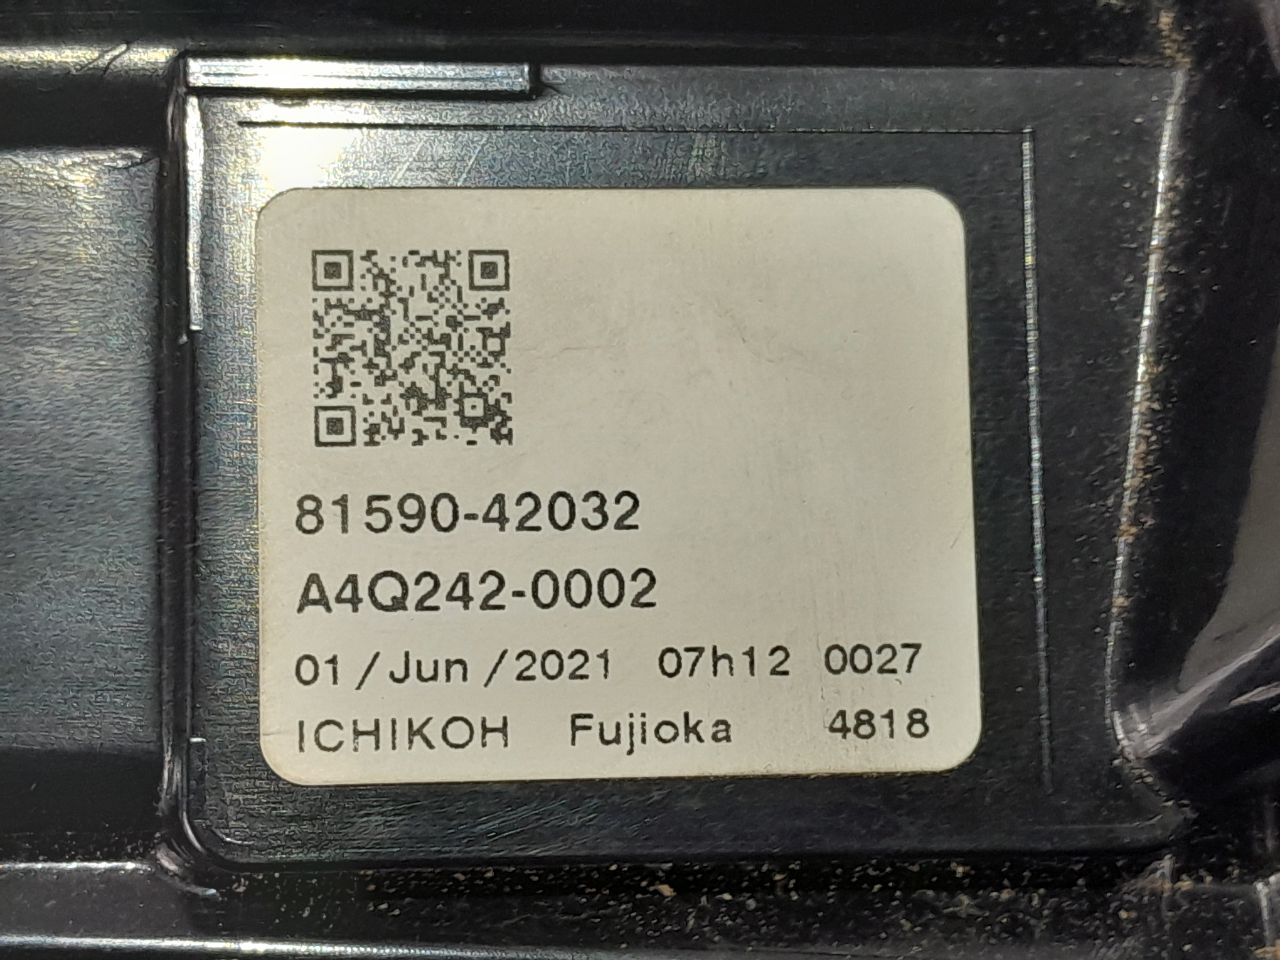 81590-42032
A4Q242-0002
01/Jun/2021 07h12 0027
ICHIKOH Fujioka 4818